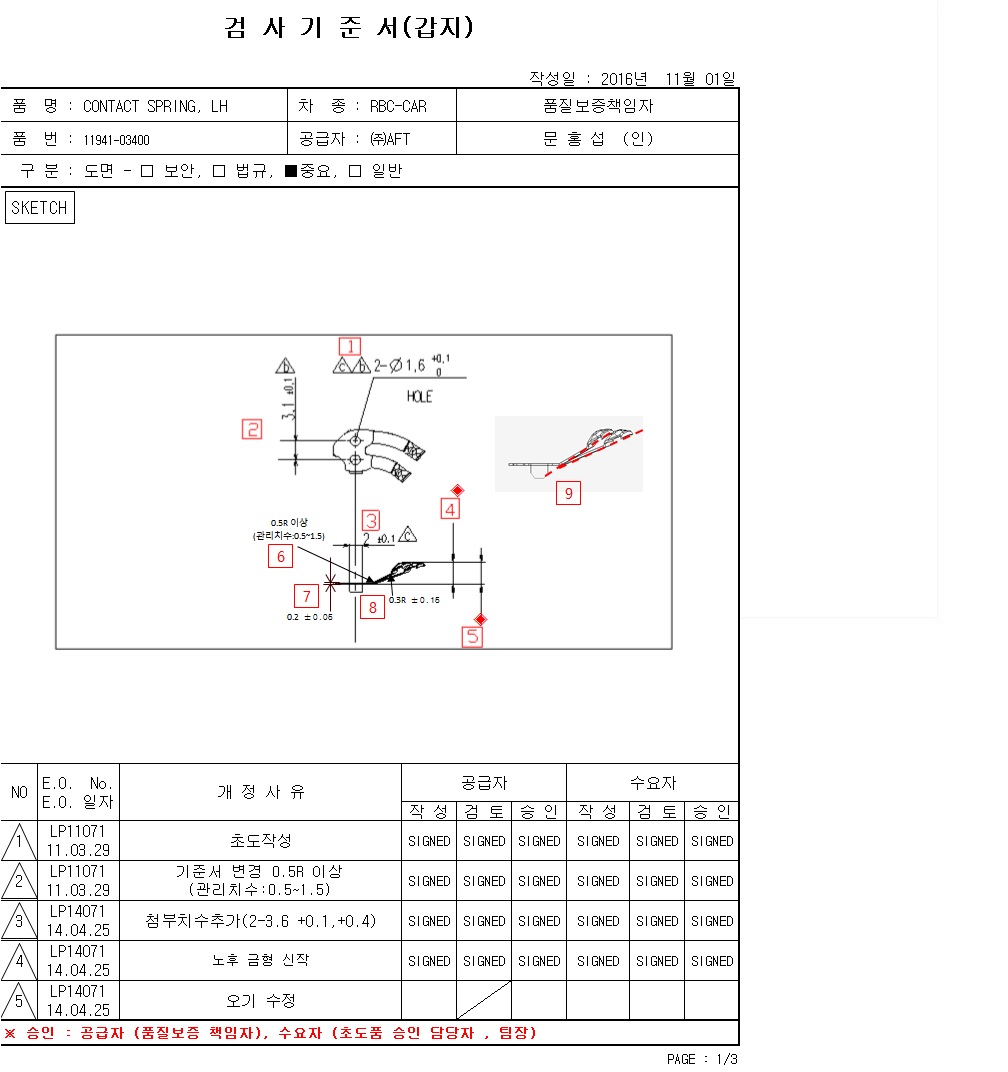 검 사 기 준 서(갑지)
작성일 : 2016년 11월 01일
품 명 : CONTACT SPRING, LH 차 종 : RBC-CAR 품질보증책임자
품 번 : 11941-03400 공급자 : ㈜AFT 문 홍 섭 (인)
구 분 : 도면 - □ 보안, □ 법규, ■중요, □ 일반
SKETCH
1
b c b 2-Ø1,6 +0,1 0
HOLE
3,1 ±0,1
2
9
4
3
0.5R 이상
(관리치수:0.5~1.5)
2 ±0.1 c
6
7
8
0.3R ±0.15
0.2 ±0.05
5
NO E.O. No. 개 정 사 유 공급자 수요자
E.O. 일자 작 성 검 토 승 인 작 성 검 토 승 인
1 LP11071 초도작성 SIGNED SIGNED SIGNED SIGNED SIGNED SIGNED
11.03.29
2 LP11071 기준서 변경 0.5R 이상 SIGNED SIGNED SIGNED SIGNED SIGNED SIGNED
11.03.29 (관리치수:0.5~1.5)
3 LP14071 첨부치수추가(2-3.6 +0.1,+0.4) SIGNED SIGNED SIGNED SIGNED SIGNED SIGNED
14.04.25
4 LP14071 노후 금형 신작 SIGNED SIGNED SIGNED SIGNED SIGNED SIGNED
14.04.25
5 LP14071 오기 수정
14.04.25
※ 승인 : 공급자 (품질보증 책임자), 수요자 (초도품 승인 담당자 , 팀장)
PAGE : 1/3